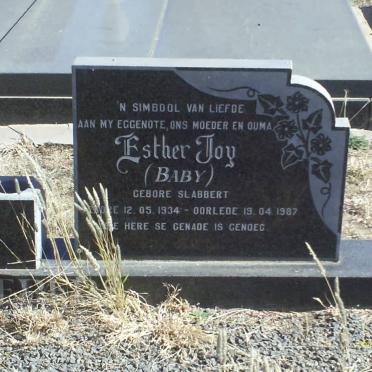 'N SIMBOOL VAN LIEFDE
AAN MY EGGENOTE, ONS MOEDER EN OUMA
Esther Joy
(BABY)
GEBORE SLABBERT
12.05.1934 - OORLEDE 19.04.1987
HERE SE GENADE IS GENOEG